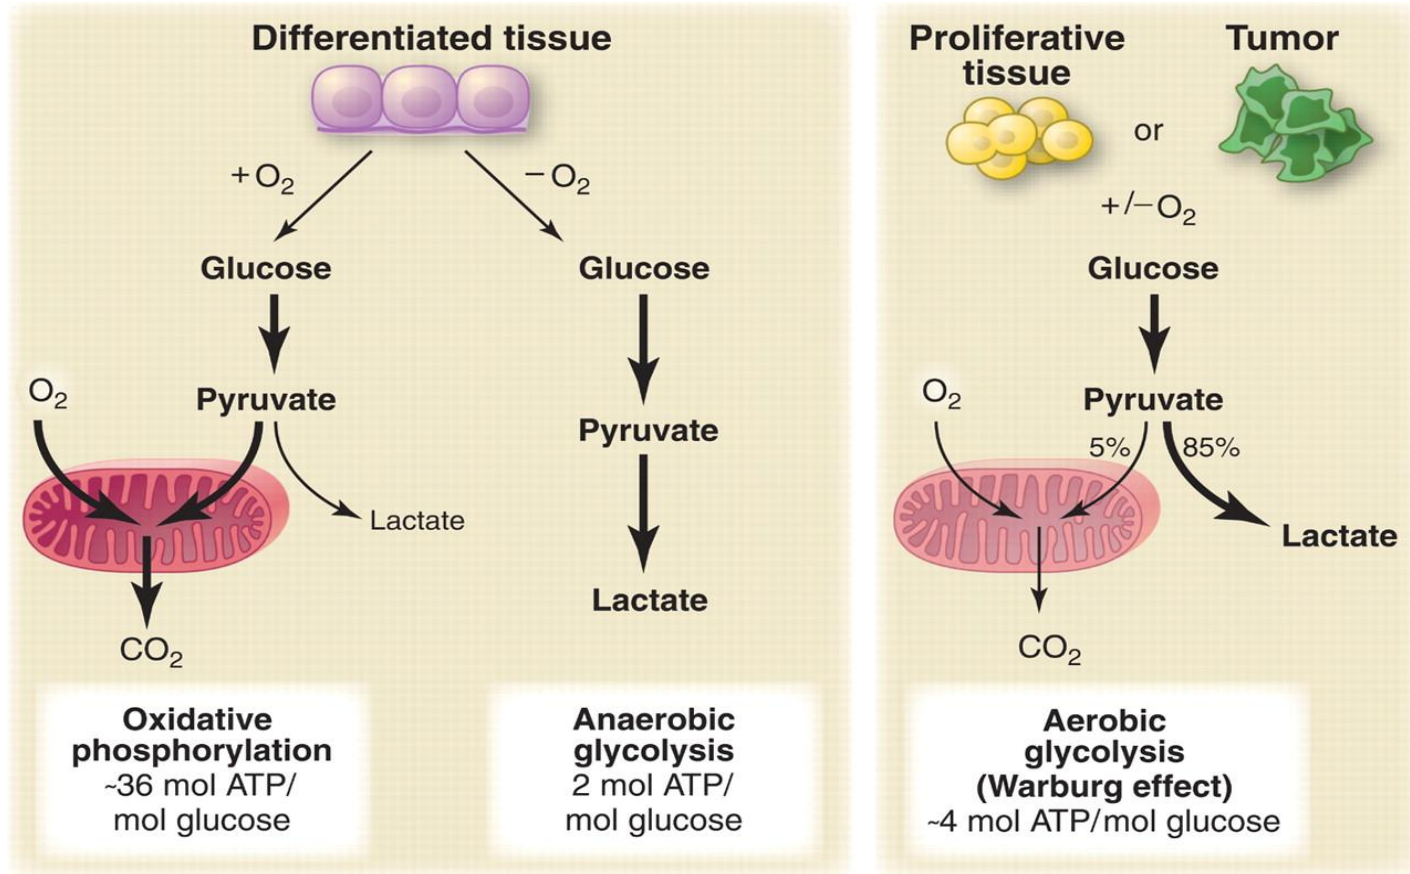 Differentiated tissue
+O₂
−O₂
Glucose
Glucose
O₂
Pyruvate
Pyruvate
Lactate
Lactate
CO₂
Oxidative
phosphorylation
~36 mol ATP/
mol glucose
Anaerobic
glycolysis
2 mol ATP/
mol glucose
Proliferative
tissue
or
Tumor
+/−O₂
Glucose
O₂
Pyruvate
5%
85%
Lactate
CO₂
Aerobic
glycolysis
(Warburg effect)
~4 mol ATP/mol glucose